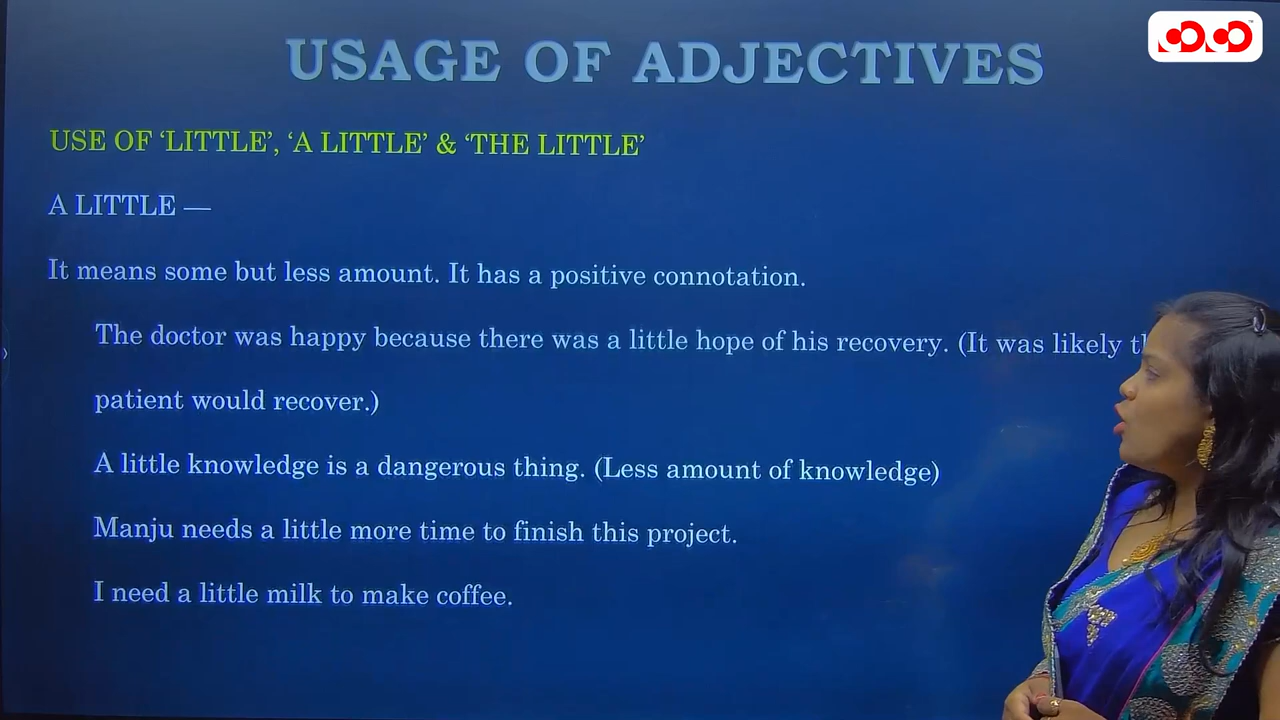 USAGE OF ADJECTIVES
USE OF ‘LITTLE’, ‘A LITTLE’ & ‘THE LITTLE’
A LITTLE —
It means some but less amount. It has a positive connotation.
The doctor was happy because there was a little hope of his recovery. (It was likely
patient would recover.)
A little knowledge is a dangerous thing. (Less amount of knowledge)
Manju needs a little more time to finish this project.
I need a little milk to make coffee.